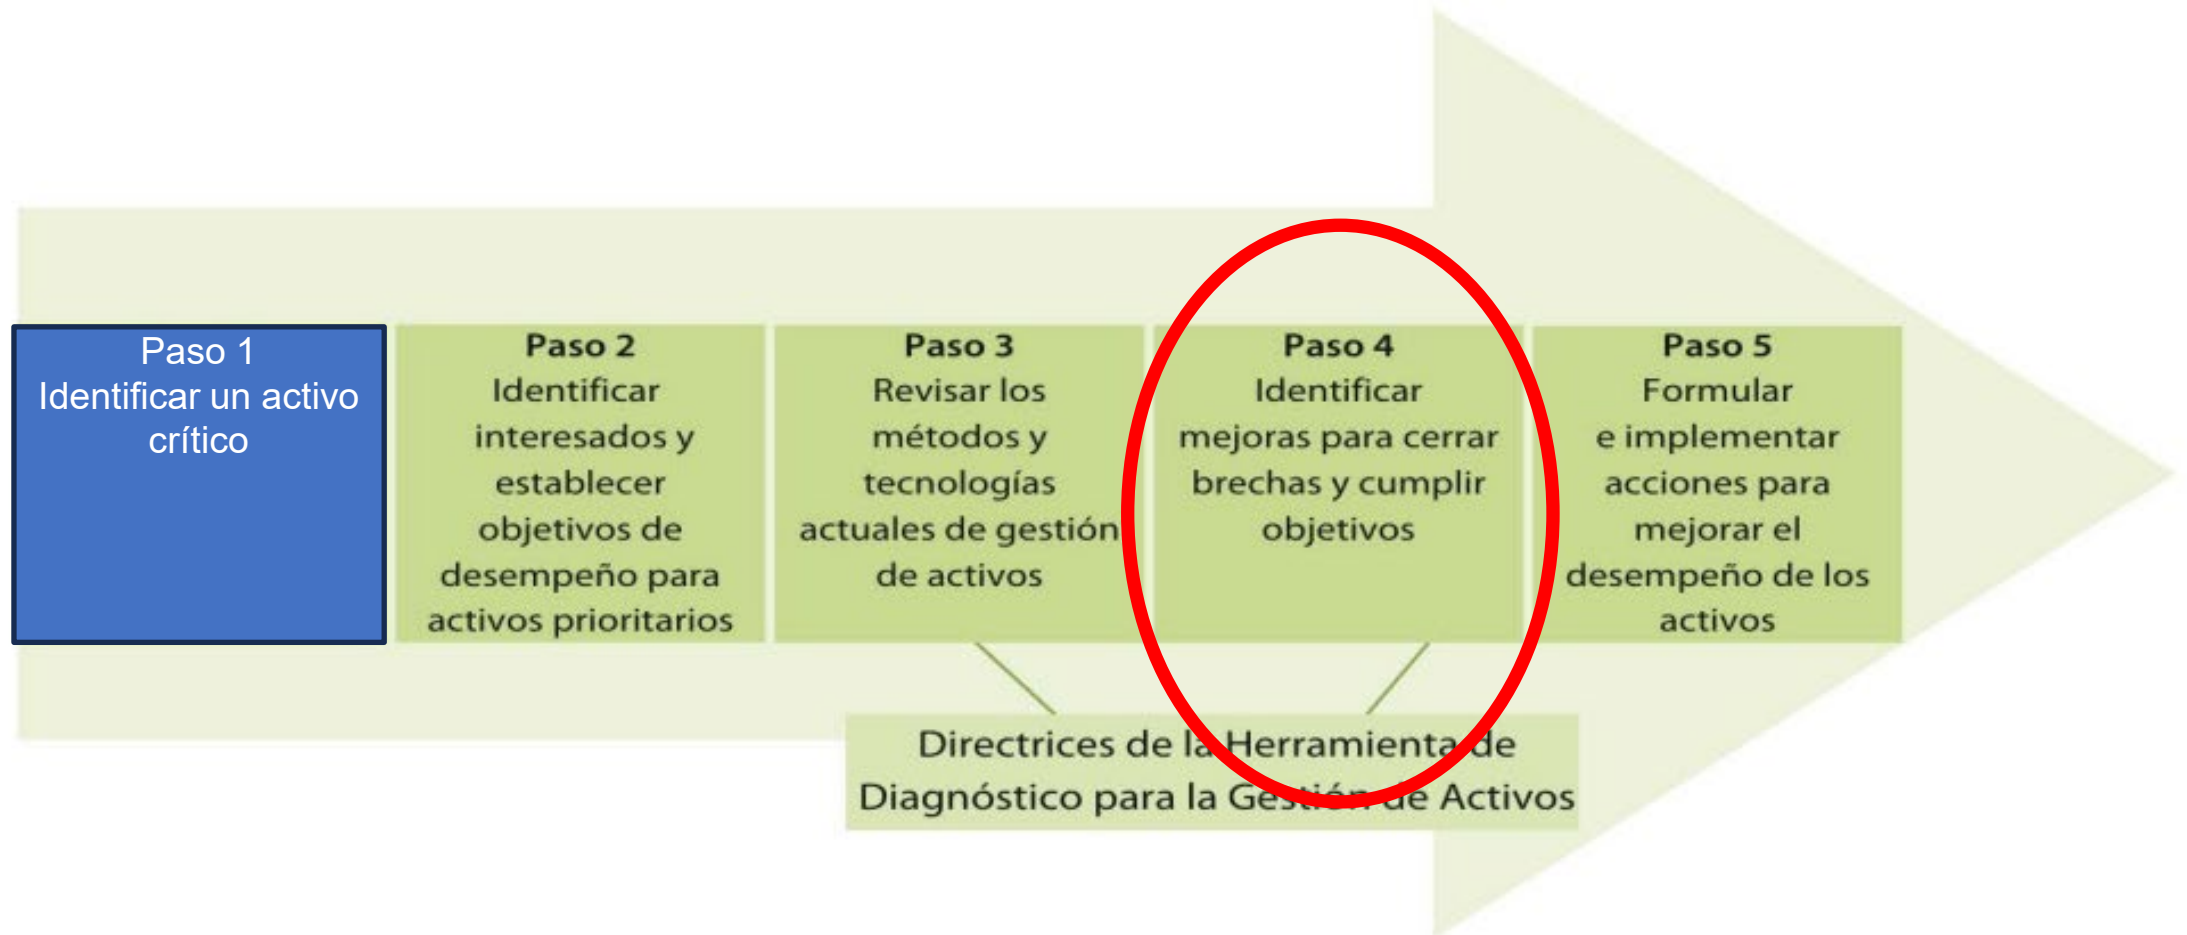 Paso 1
Identificar un activo
crítico
Paso 2
Identificar
interesados y
establecer
objetivos de
desempeño para
activos prioritarios
Paso 3
Revisar los
métodos y
tecnologías
actuales de gestión
de activos
Paso 4
Identificar
mejoras para cerrar
brechas y cumplir
objetivos
Paso 5
Formular
e implementar
acciones para
mejorar el
desempeño de los
activos
Directrices de la Herramienta de
Diagnóstico para la Gestión de Activos